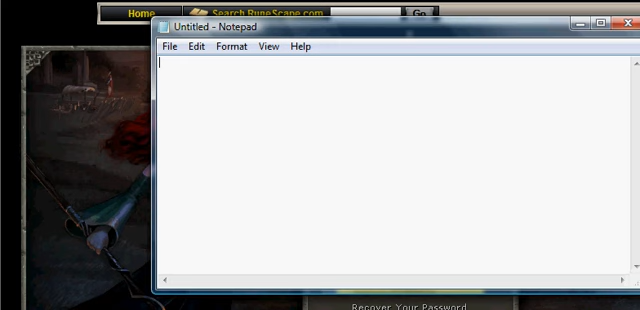 Home Search RuneScape.com Go
Untitled - Notepad
File Edit Format View Help
Recover Your Password